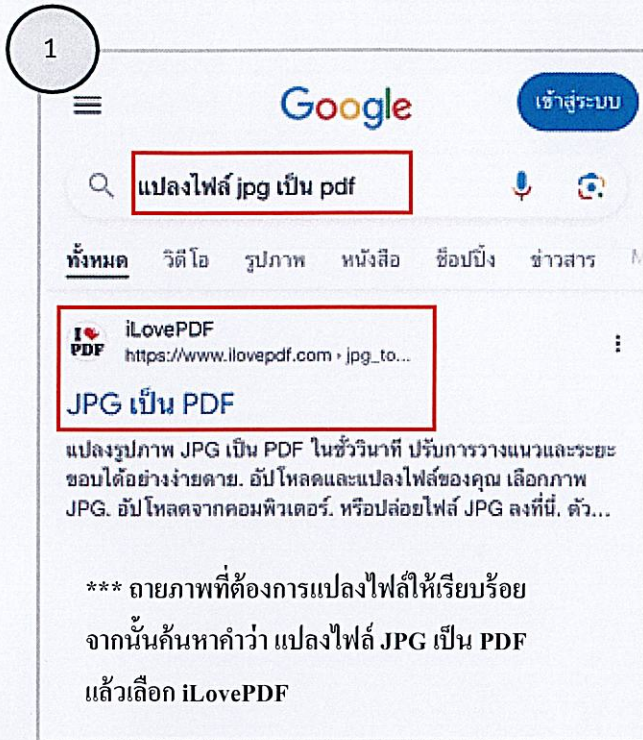 1
Google
เข้าสู่ระบบ
แปลงไฟล์ jpg เป็น pdf
ทั้งหมด วิดีโอ รูปภาพ หนังสือ ช็อปปิ้ง ข่าวสาร
I PDF
iLovePDF
https://www.ilovepdf.com › jpg_to...
JPG เป็น PDF
แปลงรูปภาพ JPG เป็น PDF ในชั่ววินาที ปรับการวางแนวและระยะ
ขอบได้อย่างง่ายดาย. อัปโหลดและแปลงไฟล์ของคุณ เลือกภาพ
JPG. อัปโหลดจากคอมพิวเตอร์. หรือปล่อยไฟล์ JPG ลงที่นี่. ตัว...
*** ถายภาพที่ต้องการแปลงไฟล์ให้เรียบร้อย
จากนั้นค้นหาคำว่า แปลงไฟล์ JPG เป็น PDF
แล้วเลือก iLovePDF